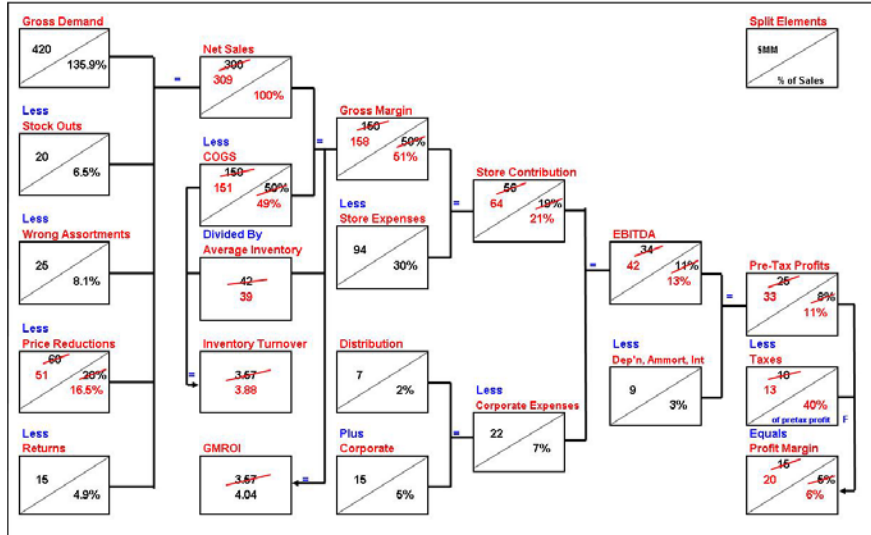 Gross Demand
420
135.9%
Less
Stock Outs
20
6.5%
Less
Wrong Assortments
25
8.1%
Less
Price Reductions
60
51
20%
16.5%
Less
Returns
15
4.9%
=
Net Sales
300
309
100%
Less
COGS
150
151
50%
49%
Divided By
Average Inventory
42
39
=
Inventory Turnover
3.57
3.88
GMROI
3.57
4.04
=
=
Gross Margin
150
158
50%
51%
Less
Store Expenses
94
30%
Distribution
7
2%
Plus
Corporate
15
5%
=
Store Contribution
56
64
19%
21%
=
Less
Corporate Expenses
22
7%
=
EBITDA
34
42
11%
13%
Less
Dep'n, Ammort, Int
9
3%
=
Split Elements
$MM
% of Sales
Pre-Tax Profits
25
33
8%
11%
Less
Taxes
10
13
40%
of pretax profit
F
Equals
Profit Margin
15
20
5%
6%